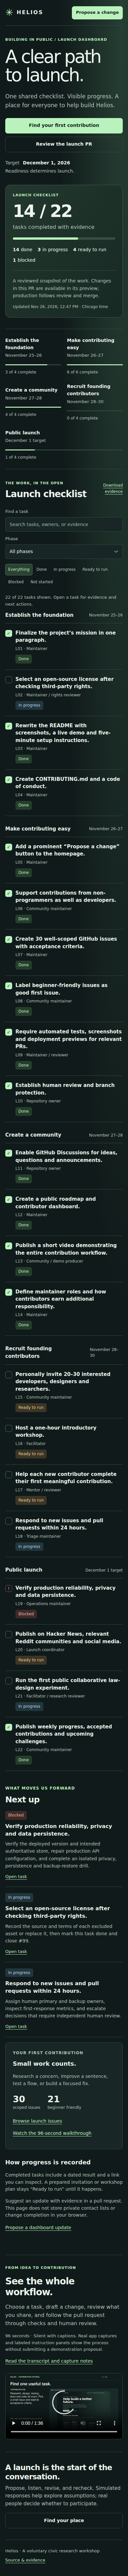 HELIOS
Propose a change
BUILDING IN PUBLIC / LAUNCH DASHBOARD
A clear path
to launch.
One shared checklist. Visible progress. A
place for everyone to help build Helios.
Find your first contribution
Review the launch PR
Target December 1, 2026
Readiness determines launch.
LAUNCH CHECKLIST
14 / 22
tasks completed with evidence
14 done 3 in progress 4 ready to run
1 blocked
A reviewed snapshot of the work. Changes
in this PR are available in its preview;
production follows review and merge.
Updated Nov 26, 2026, 12:47 PM · Chicago time
Establish the
foundation
November 25-26
3 of 4 complete
Make contributing
easy
November 26-27
6 of 6 complete
Create a community
November 27-28
4 of 4 complete
Recruit founding
contributors
November 28-30
0 of 4 complete
Public launch
December 1 target
1 of 4 complete
THE WORK, IN THE OPEN
Launch checklist
Download
evidence
Find a task
Search tasks, owners, or evidence
Phase
All phases
Everything
Done
In progress
Ready to run
Blocked
Not started
22 of 22 tasks shown. Open a task for evidence and
next actions.
Establish the foundation
November 25-26
Finalize the project's mission in one
paragraph.
L01 · Maintainer
Done
Select an open-source license after
checking third-party rights.
L02 · Maintainer / rights reviewer
In progress
Rewrite the README with
screenshots, a live demo and five-
minute setup instructions.
L03 · Maintainer
Done
Create CONTRIBUTING.md and a code
of conduct.
L04 · Maintainer
Done
Make contributing easy
November 26-27
Add a prominent "Propose a change"
button to the homepage.
L05 · Maintainer
Done
Support contributions from non-
programmers as well as developers.
L06 · Community maintainer
Done
Create 30 well-scoped GitHub issues
with acceptance criteria.
L07 · Maintainer
Done
Label beginner-friendly issues as
good first issue.
L08 · Community maintainer
Done
Require automated tests, screenshots
and deployment previews for relevant
PRs.
L09 · Maintainer / reviewer
Done
Establish human review and branch
protection.
L10 · Repository owner
Done
Create a community
November 27-28
Enable GitHub Discussions for ideas,
questions and announcements.
L11 · Repository owner
Done
Create a public roadmap and
contributor dashboard.
L12 · Maintainer
Done
Publish a short video demonstrating
the entire contribution workflow.
L13 · Community / demo producer
Done
Define maintainer roles and how
contributors earn additional
responsibility.
L14 · Maintainer
Done
Recruit founding
contributors
November 28-
30
Personally invite 20–30 interested
developers, designers and
researchers.
L15 · Community maintainer
Ready to run
Host a one-hour introductory
workshop.
L16 · Facilitator
Ready to run
Help each new contributor complete
their first meaningful contribution.
L17 · Mentor / reviewer
Ready to run
Respond to new issues and pull
requests within 24 hours.
L18 · Triage maintainer
In progress
Public launch
December 1 target
Verify production reliability, privacy
and data persistence.
L19 · Operations maintainer
Blocked
Publish on Hacker News, relevant
Reddit communities and social media.
L20 · Launch coordinator
Ready to run
Run the first public collaborative law-
design experiment.
L21 · Facilitator / research reviewer
In progress
Publish weekly progress, accepted
contributions and upcoming
challenges.
L22 · Community maintainer
Done
WHAT MOVES US FORWARD
Next up
Blocked
Verify production reliability, privacy
and data persistence.
Verify the deployed version and intended
authoritative store, repair production API
configuration, and complete an isolated privacy,
persistence and backup-restore drill.
Open task
In progress
Select an open-source license after
checking third-party rights.
Record the source and terms of each excluded
asset or replace it, then mark this task done and
close #99.
Open task
In progress
Respond to new issues and pull
requests within 24 hours.
Assign human primary and backup owners,
inspect first-response metrics, and escalate
decisions that require independent human review.
Open task
YOUR FIRST CONTRIBUTION
Small work counts.
Research a concern, improve a sentence,
test a flow, or build a focused fix.
30
scoped issues
21
beginner friendly
Browse launch issues
Watch the 96-second walkthrough
How progress is recorded
Completed tasks include a dated result and a link
you can inspect. A prepared invitation or workshop
plan stays "Ready to run" until it happens.
Suggest an update with evidence in a pull request.
This page does not store private contact lists or
change completion in your browser.
Propose a dashboard update
FROM IDEA TO CONTRIBUTION
See the whole
workflow.
Choose a task, draft a change, review your
work, and follow the pull request
through checks and human review.
96 seconds · Silent with captions. Real app captures
and labeled instruction panels show the process
without submitting a demonstration proposal.
Read the transcript and capture notes
Find one useful task.
0:00 / 1:36
A launch is the start of the
conversation.
Propose, listen, revise, and recheck. Simulated
responses help explore assumptions; real
people decide whether to participate.
Find your place
Helios · A voluntary civic research workshop
Source & evidence